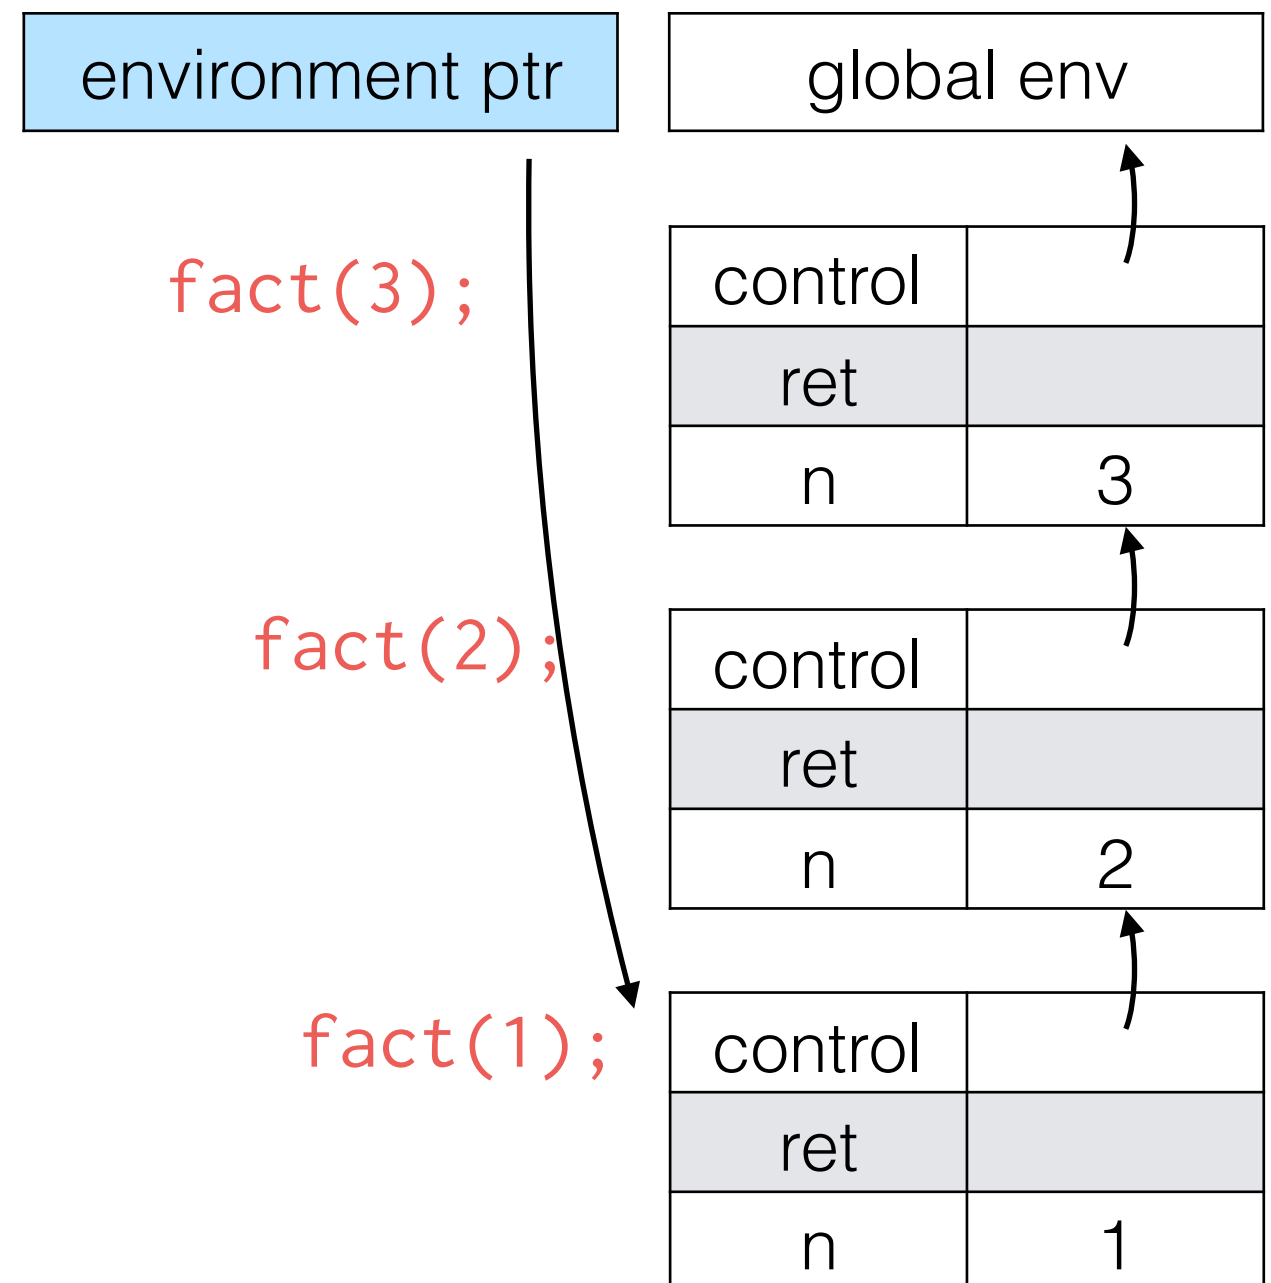 environment ptr
global env
fact(3);
control
ret
n 3
fact(2);
control
ret
n 2
fact(1);
control
ret
n 1